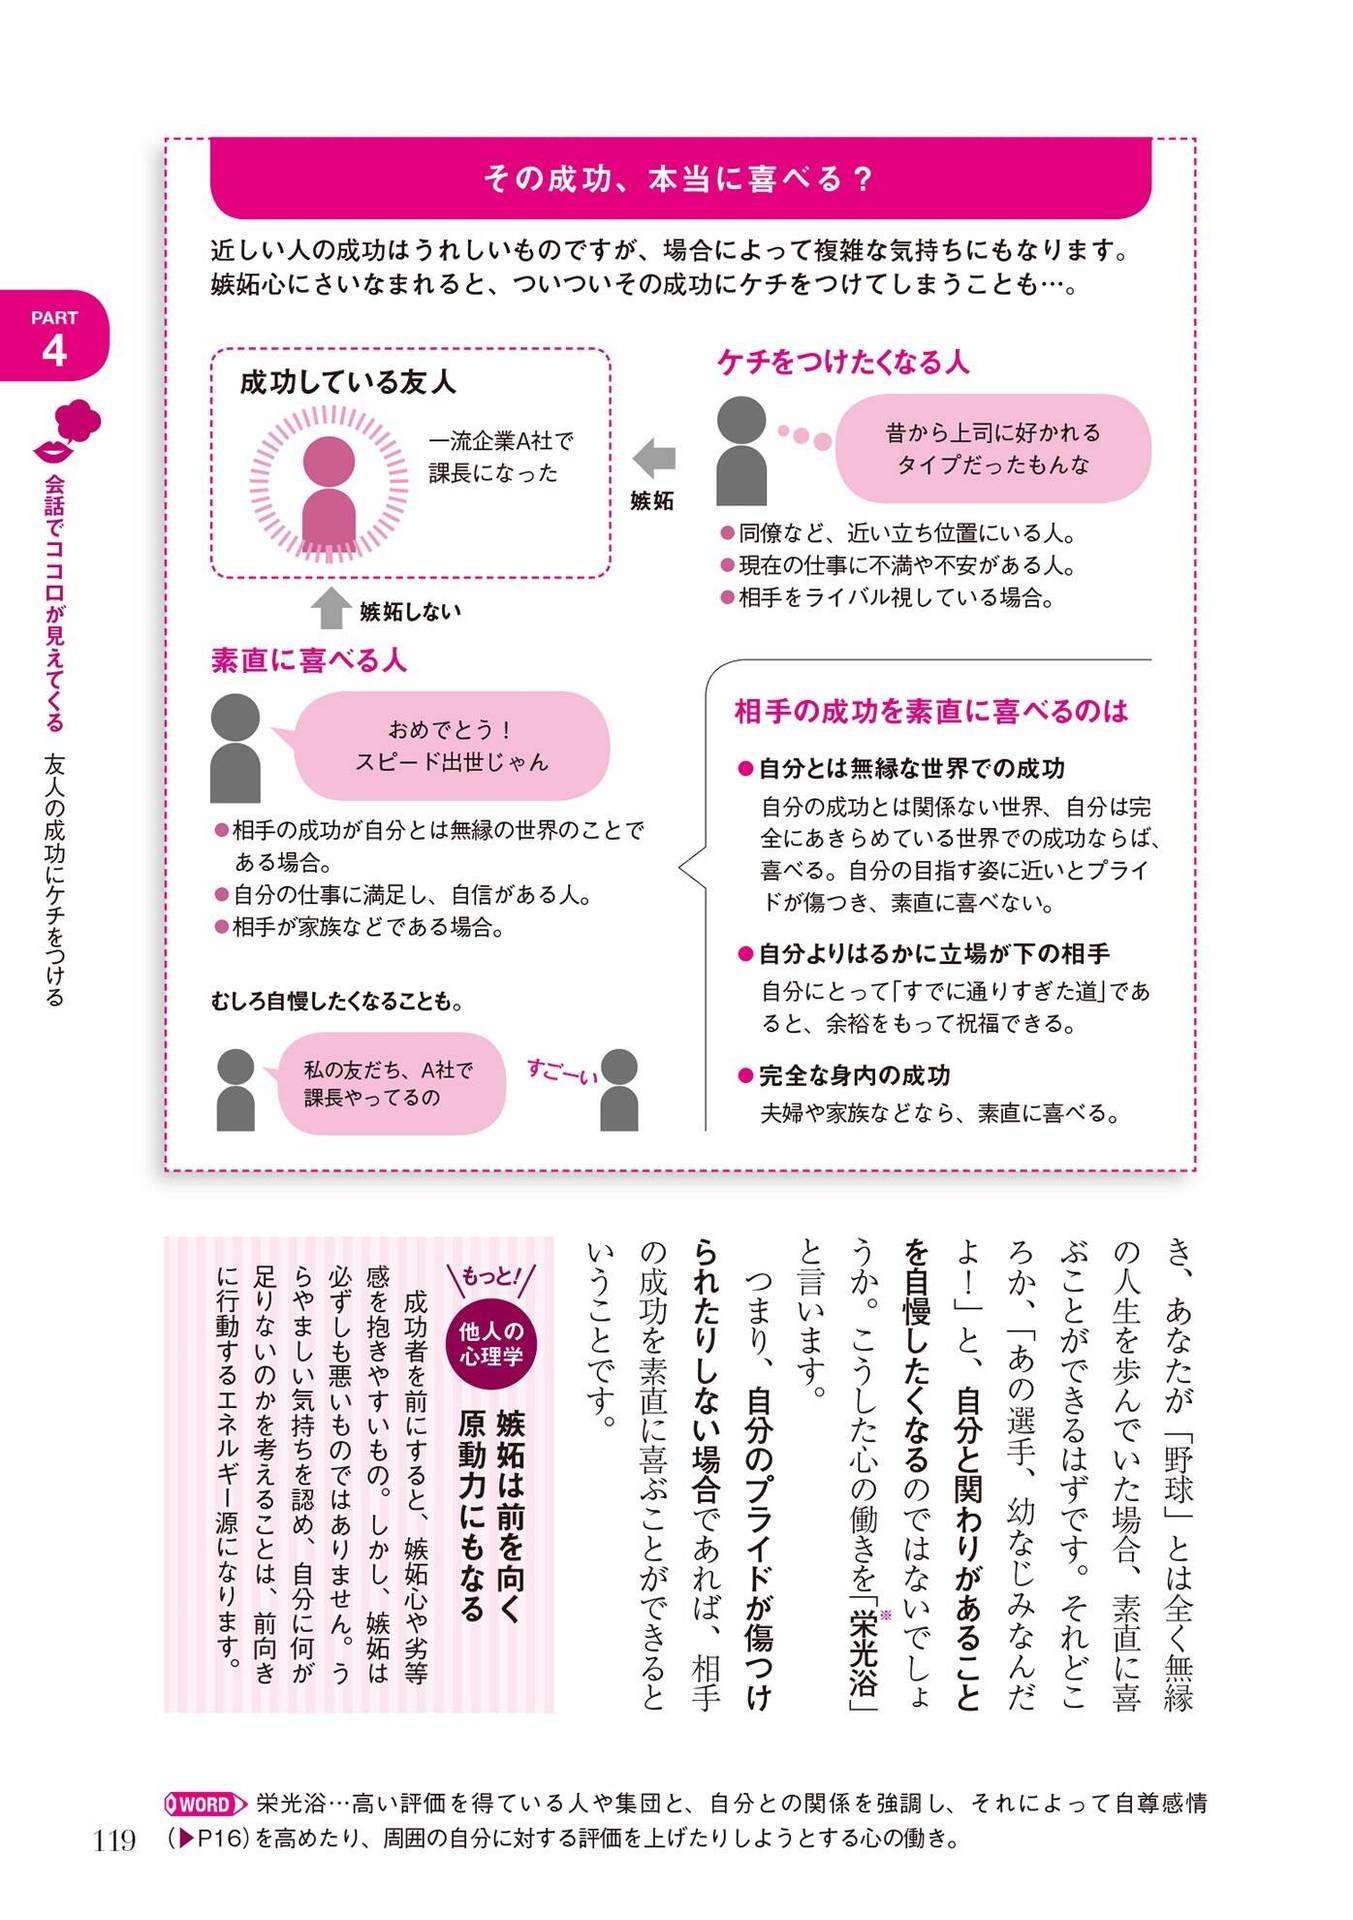 その成功、本当に喜べる？
近しい人の成功はうれしいものですが、場合によって複雑な気持ちにもなります。
嫉妬心にさいなまれると、ついついその成功にケチをつけてしまうことも…。
PART
4
会話でココロが見えてくる 友人の成功にケチをつける
成功している友人
一流企業A社で
課長になった
嫉妬
ケチをつけたくなる人
昔から上司に好かれる
タイプだったもんな
●同僚など、近い立ち位置にいる人。
●現在の仕事に不満や不安がある人。
●相手をライバル視している場合。
嫉妬しない
素直に喜べる人
おめでとう！
スピード出世じゃん
●相手の成功が自分とは無縁の世界のことで
ある場合。
●自分の仕事に満足し、自信がある人。
●相手が家族などである場合。
むしろ自慢したくなることも。
私の友だち、A社で
課長やってるの
すごーい
相手の成功を素直に喜べるのは
●自分とは無縁な世界での成功
自分の成功とは関係ない世界、自分は完
全にあきらめている世界での成功ならば、
喜べる。自分の目指す姿に近いとプライ
ドが傷つき、素直に喜べない。
●自分よりはるかに立場が下の相手
自分にとって「すでに通りすぎた道」であ
ると、余裕をもって祝福できる。
●完全な身内の成功
夫婦や家族などなら、素直に喜べる。
き、あなたが「野球」とは全く無縁
の人生を歩んでいた場合、素直に喜
ぶことができるはずです。それどこ
ろか、「あの選手、幼なじみなんだ
よ！」と、自分と関わりがあること
を自慢したくなるのではないでしょ
うか。こうした心の働きを「栄光浴※」
と言います。
つまり、自分のプライドが傷つけ
られたりしない場合であれば、相手
の成功を素直に喜ぶことができると
いうことです。
もっと！
他人の
心理学
嫉妬は前を向く
原動力にもなる
成功者を前にすると、嫉妬心や劣等
感を抱きやすいもの。しかし、嫉妬は
必ずしも悪いものではありません。う
らやましい気持ちを認め、自分に何が
足りないのかを考えることは、前向き
に行動するエネルギー源になります。
WORD 栄光浴…高い評価を得ている人や集団と、自分との関係を強調し、それによって自尊感情
（▶P16）を高めたり、周囲の自分に対する評価を上げたりしようとする心の働き。
119